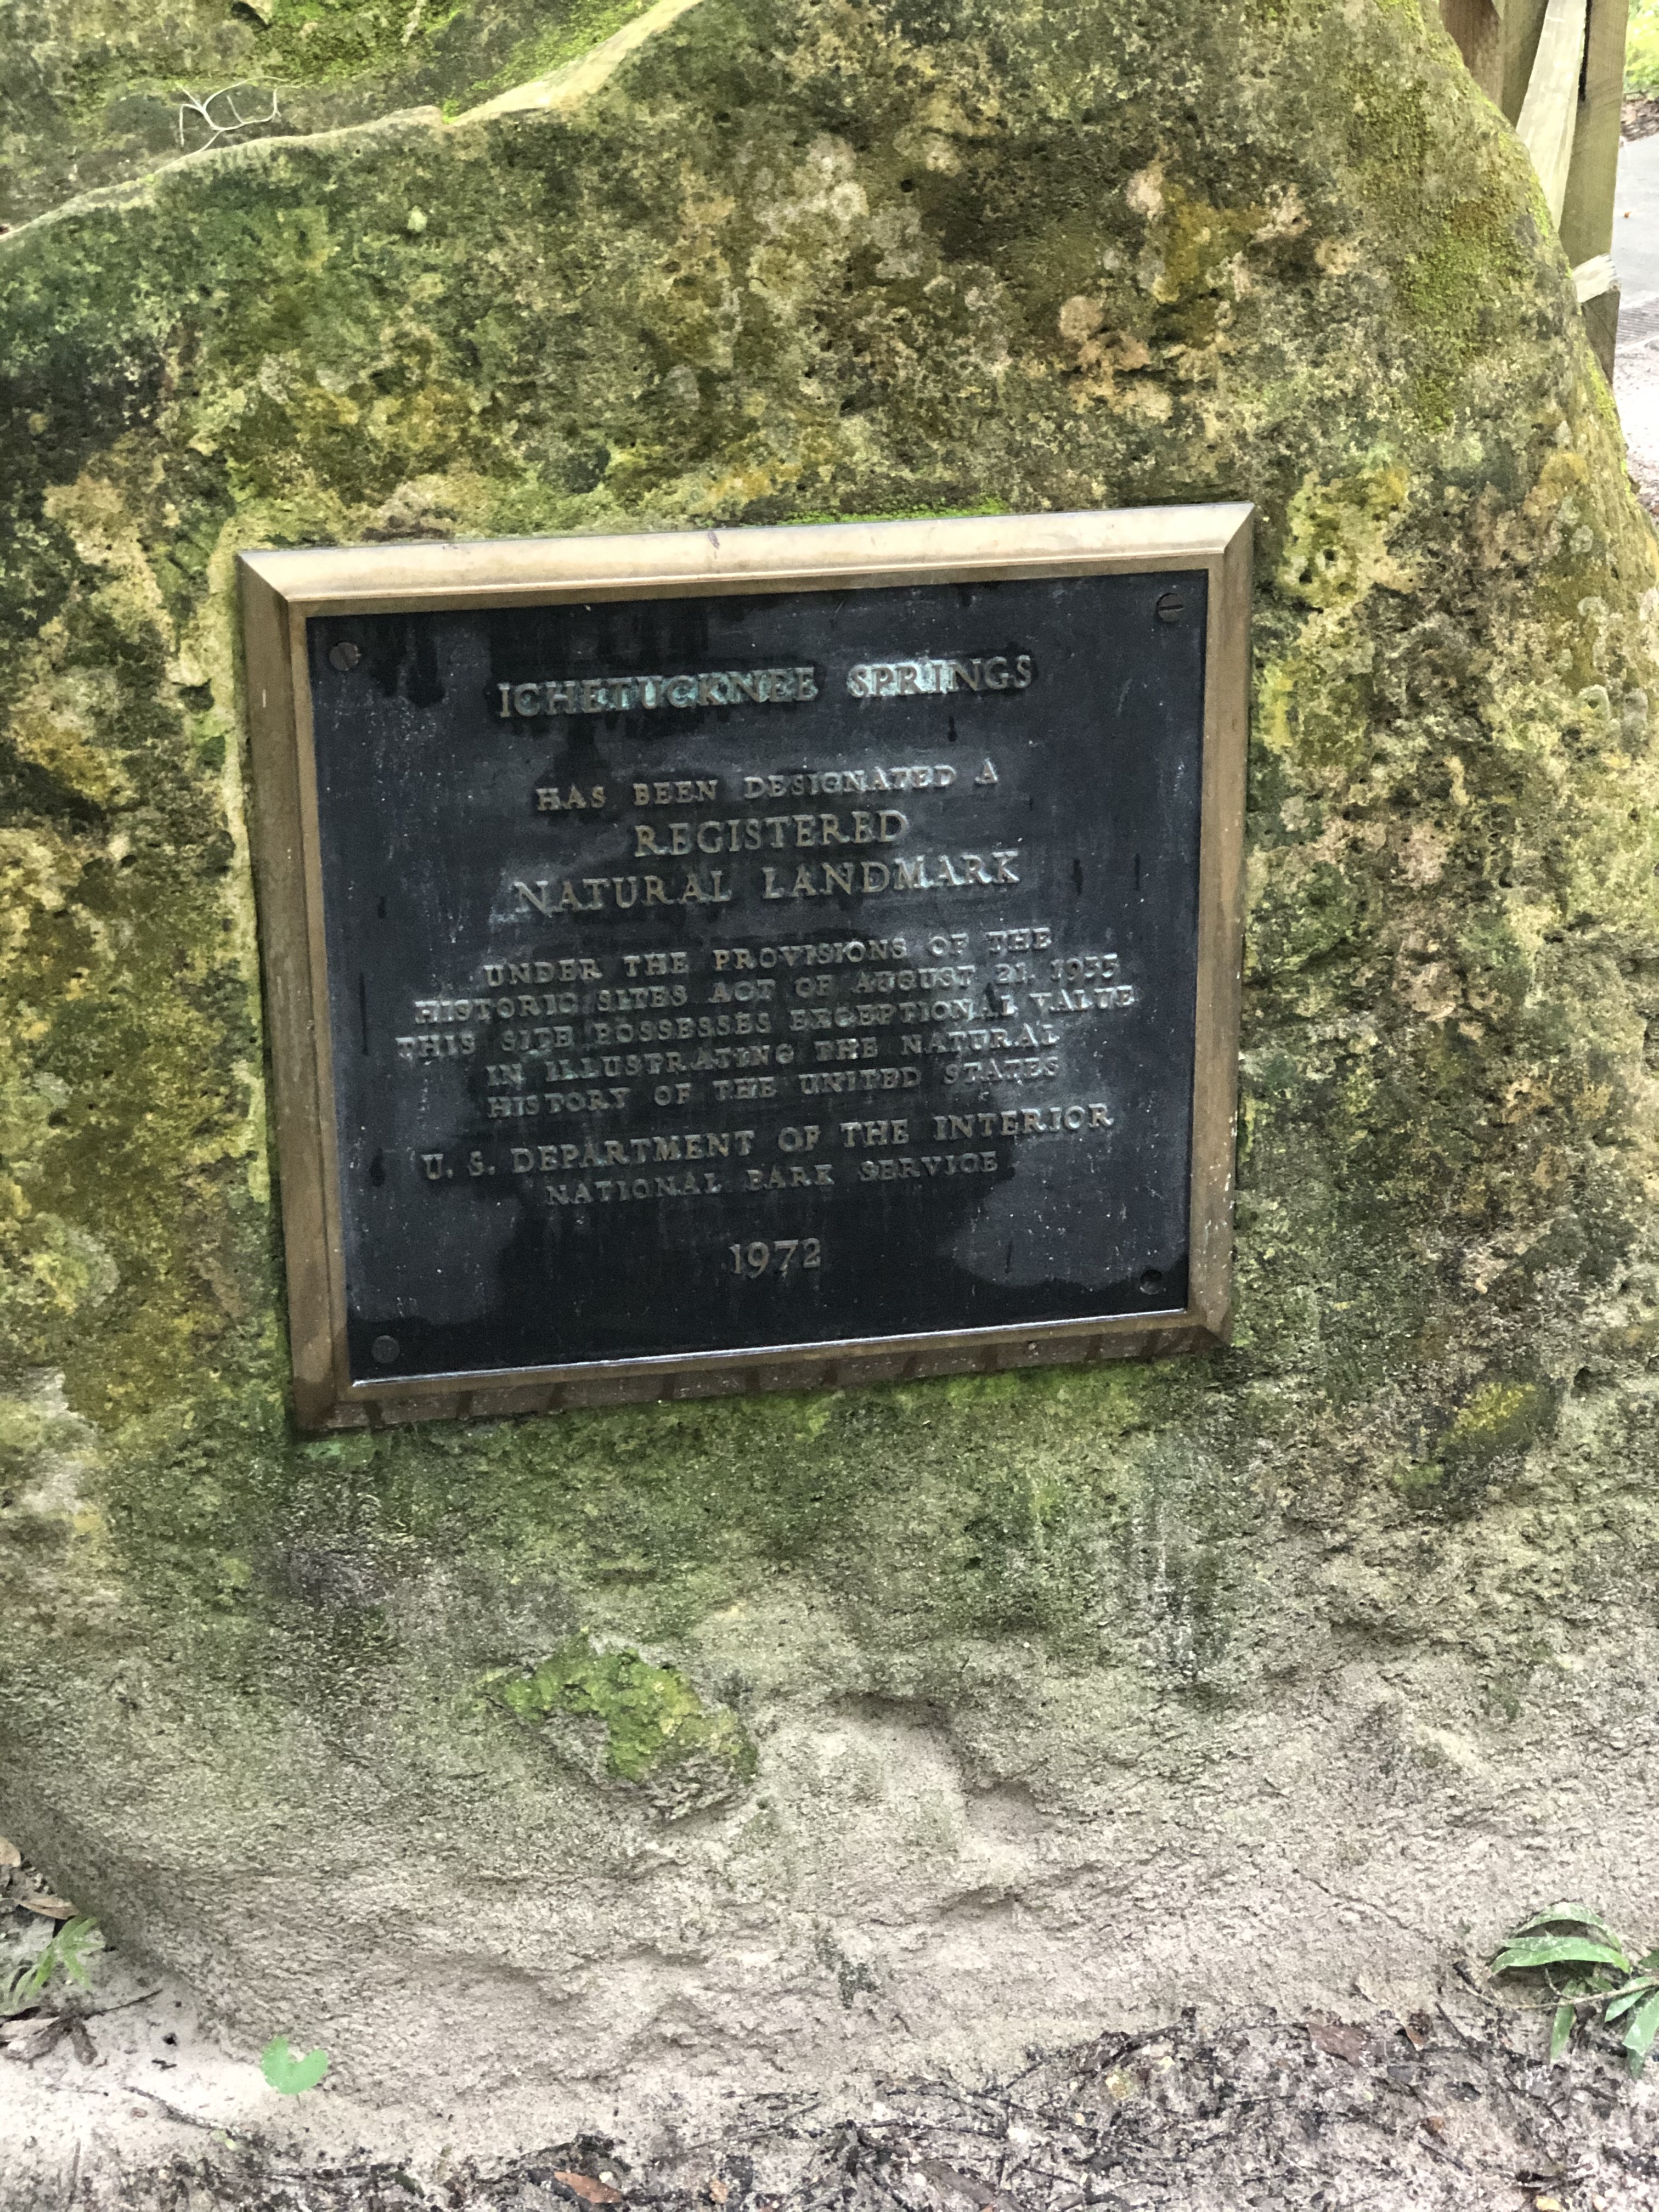 ICHETUCKNEE SPRINGS
HAS BEEN DESIGNATED A
REGISTERED
NATURAL LANDMARK
UNDER THE PROVISIONS OF THE
HISTORIC SITES ACT OF AUGUST 21, 1935
THIS SITE POSSESSES EXCEPTIONAL VALUE
IN ILLUSTRATING THE NATURAL
HISTORY OF THE UNITED STATES
U. S. DEPARTMENT OF THE INTERIOR
NATIONAL PARK SERVICE
1972